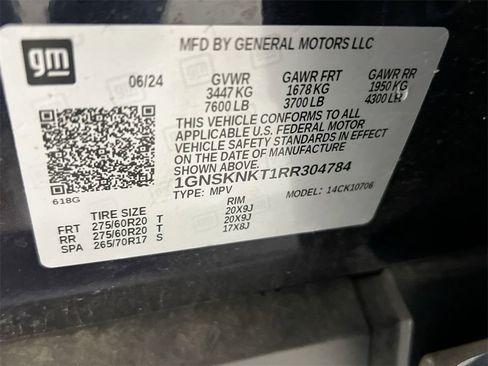 gm
MFD BY GENERAL MOTORS LLC
06/24 GVWR GAWR FRT GAWR RR
3447 KG 1678 KG 1950 KG
7600 LB 3700 LB 4300 LB
THIS VEHICLE CONFORMS TO ALL
APPLICABLE U.S. FEDERAL MOTOR
VEHICLE SAFETY STANDARDS IN EFFECT
ON THE DATE OF MANUFACTURE
SHOWN ABOVE.
1GNSKNKT1RR304784
TYPE: MPV MODEL: 14CK10706
618G
TIRE SIZE RIM
FRT 275/60R20 T 20X9J
RR 275/60R20 T 20X9J
SPA 265/70R17 S 17X8J